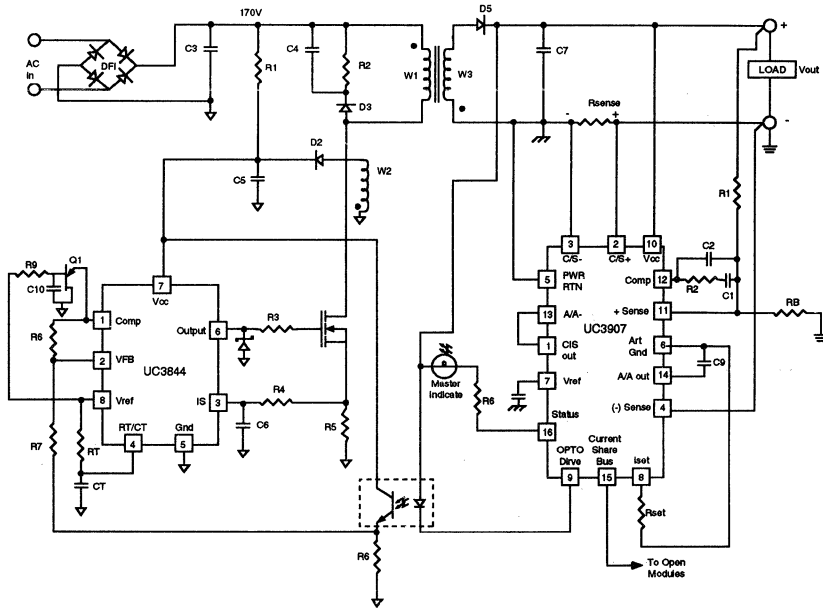 170V
D5
AC
In
DFI
C3
R1
C4
R2
D3
W1
W3
C7
Rsense
-
+
+
LOAD
Vout
-
D2
W2
C5
R1
Q1
R9
C10
7
Vcc
1
Comp
R6
2
VFB
UC3844
8
Vref
Output
6
R3
IS
3
R4
RT/CT
4
Gnd
5
C6
R5
R7
RT
CT
R6
3
C/S-
2
C/S+
10
Vcc
5
PWR
RTN
Comp
12
C2
R2
C1
13
A/A-
+ Sense
11
RB
UC3907
1
CIS
out
Art
Gnd
6
C9
7
Vref
A/A out
14
Master
Indicate
R6
(-) Sense
4
Status
16
OPTO
Dirve
9
Current
Share
Bus
15
Iset
8
Rset
To Open
Modules